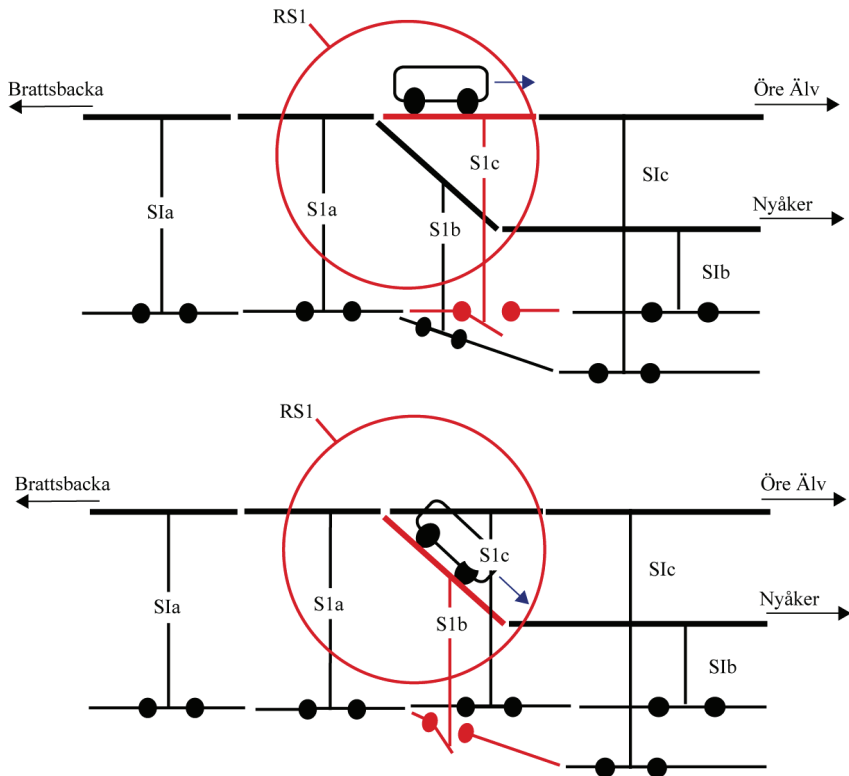 RS1
Brattsbacka
Öre Älv
S1c
SIa
S1a
SIc
Nyåker
S1b
SIb
RS1
Brattsbacka
Öre Älv
S1c
SIa
S1a
SIc
Nyåker
S1b
SIb